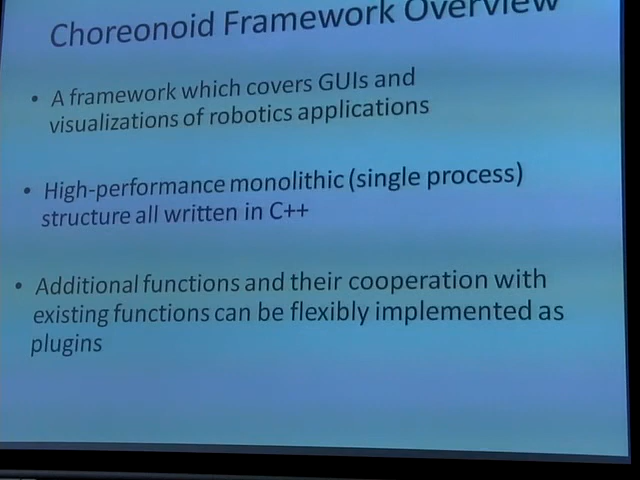 Choreonoid Framework Overview
• A framework which covers GUIs and
visualizations of robotics applications
• High-performance monolithic (single process)
structure all written in C++
• Additional functions and their cooperation with
existing functions can be flexibly implemented as
plugins